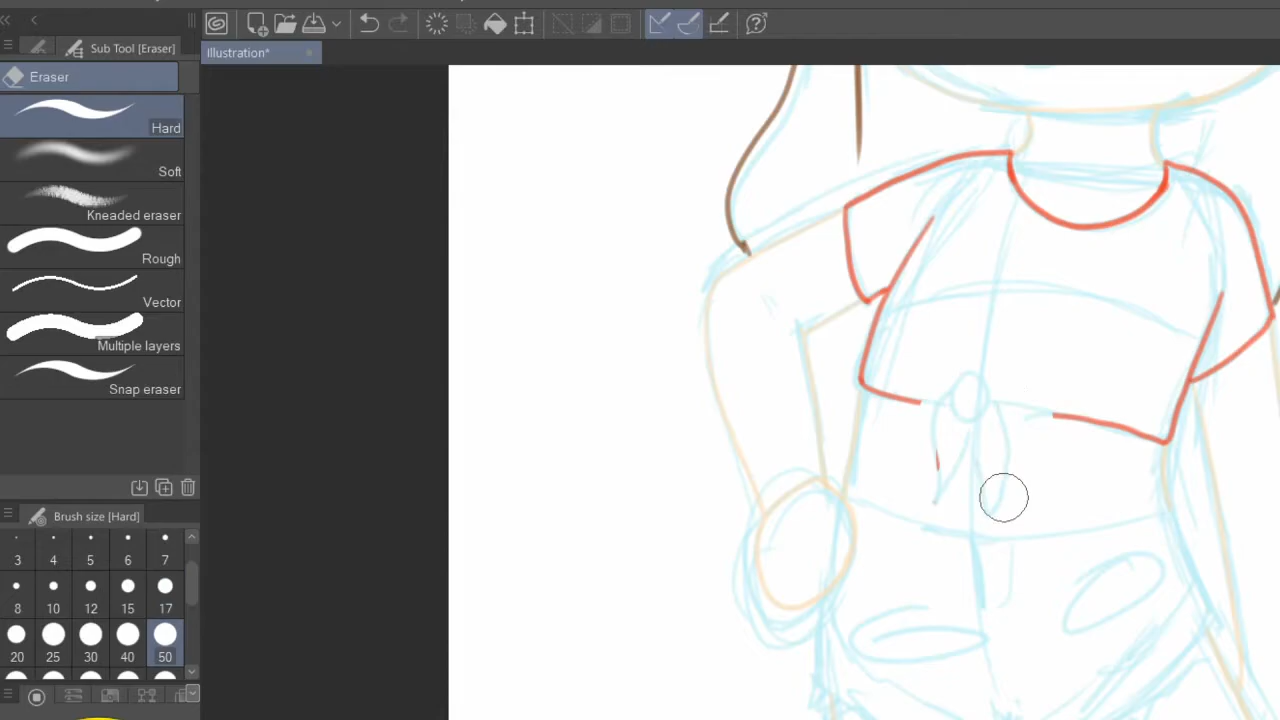 Sub Tool [Eraser]
Illustration*
Eraser
Hard
Soft
Kneaded eraser
Rough
Vector
Multiple layers
Snap eraser
Brush size [Hard]
3 4 5 6 7
8 10 12 15 17
20 25 30 40 50